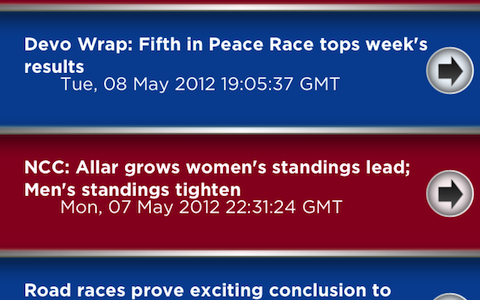 Devo Wrap: Fifth in Peace Race tops week's
results
Tue, 08 May 2012 19:05:37 GMT
NCC: Allar grows women's standings lead;
Men's standings tighten
Mon, 07 May 2012 22:31:24 GMT
Road races prove exciting conclusion to